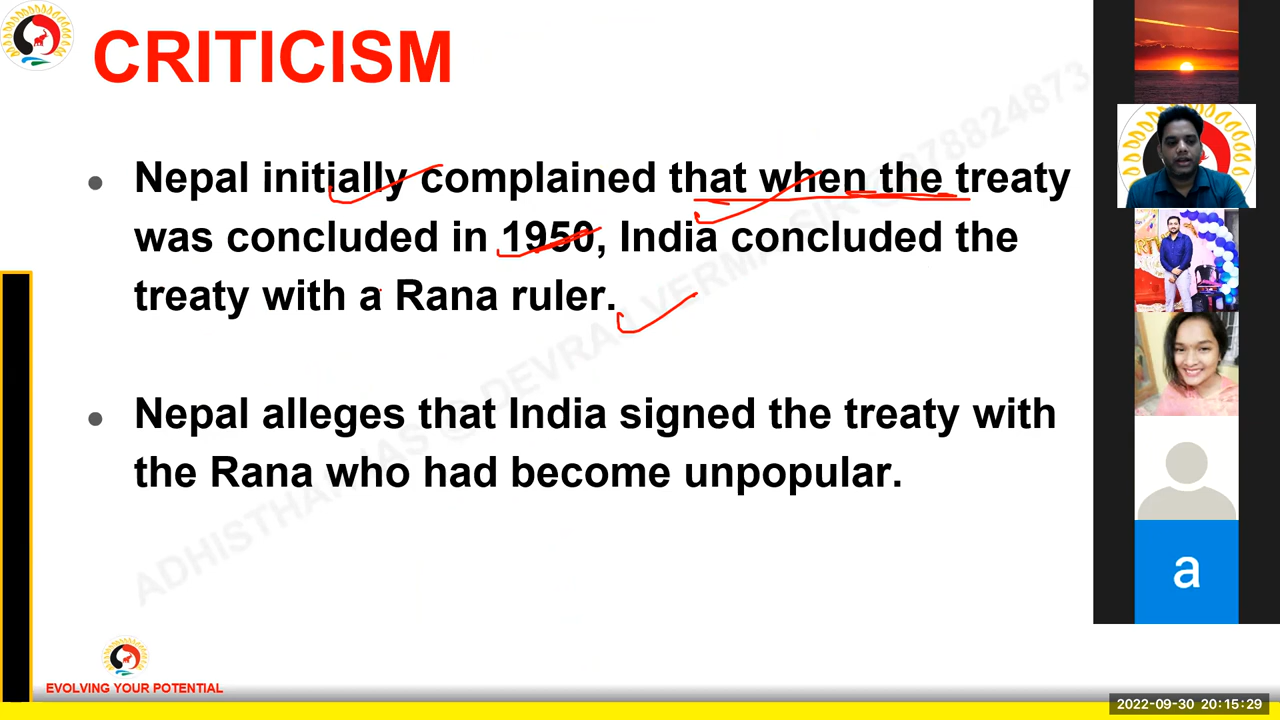 CRITICISM
Nepal initially complained that when the treaty
was concluded in 1950, India concluded the
treaty with a Rana ruler.
Nepal alleges that India signed the treaty with
the Rana who had become unpopular.
EVOLVING YOUR POTENTIAL
a
2022-09-30 20:15:29